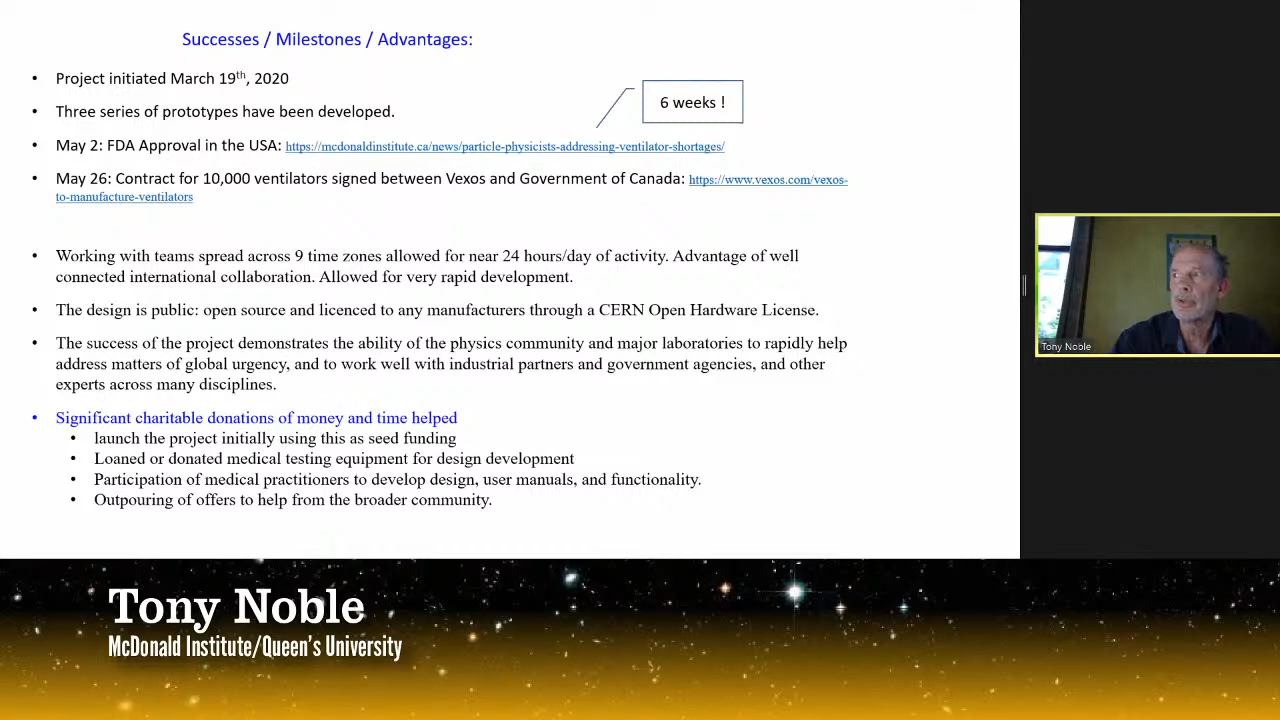 Successes / Milestones / Advantages:
• Project initiated March 19th, 2020
6 weeks !
• Three series of prototypes have been developed.
• May 2: FDA Approval in the USA: https://mcdonaldinstitute.ca/news/particle-physicists-addressing-ventilator-shortages/
• May 26: Contract for 10,000 ventilators signed between Vexos and Government of Canada: https://www.vexos.com/vexos-
to-manufacture-ventilators
• Working with teams spread across 9 time zones allowed for near 24 hours/day of activity. Advantage of well
connected international collaboration. Allowed for very rapid development.
• The design is public: open source and licenced to any manufacturers through a CERN Open Hardware License.
• The success of the project demonstrates the ability of the physics community and major laboratories to rapidly help
address matters of global urgency, and to work well with industrial partners and government agencies, and other
experts across many disciplines.
• Significant charitable donations of money and time helped
• launch the project initially using this as seed funding
• Loaned or donated medical testing equipment for design development
• Participation of medical practitioners to develop design, user manuals, and functionality.
• Outpouring of offers to help from the broader community.
Tony Noble
Tony Noble
McDonald Institute/Queen's University